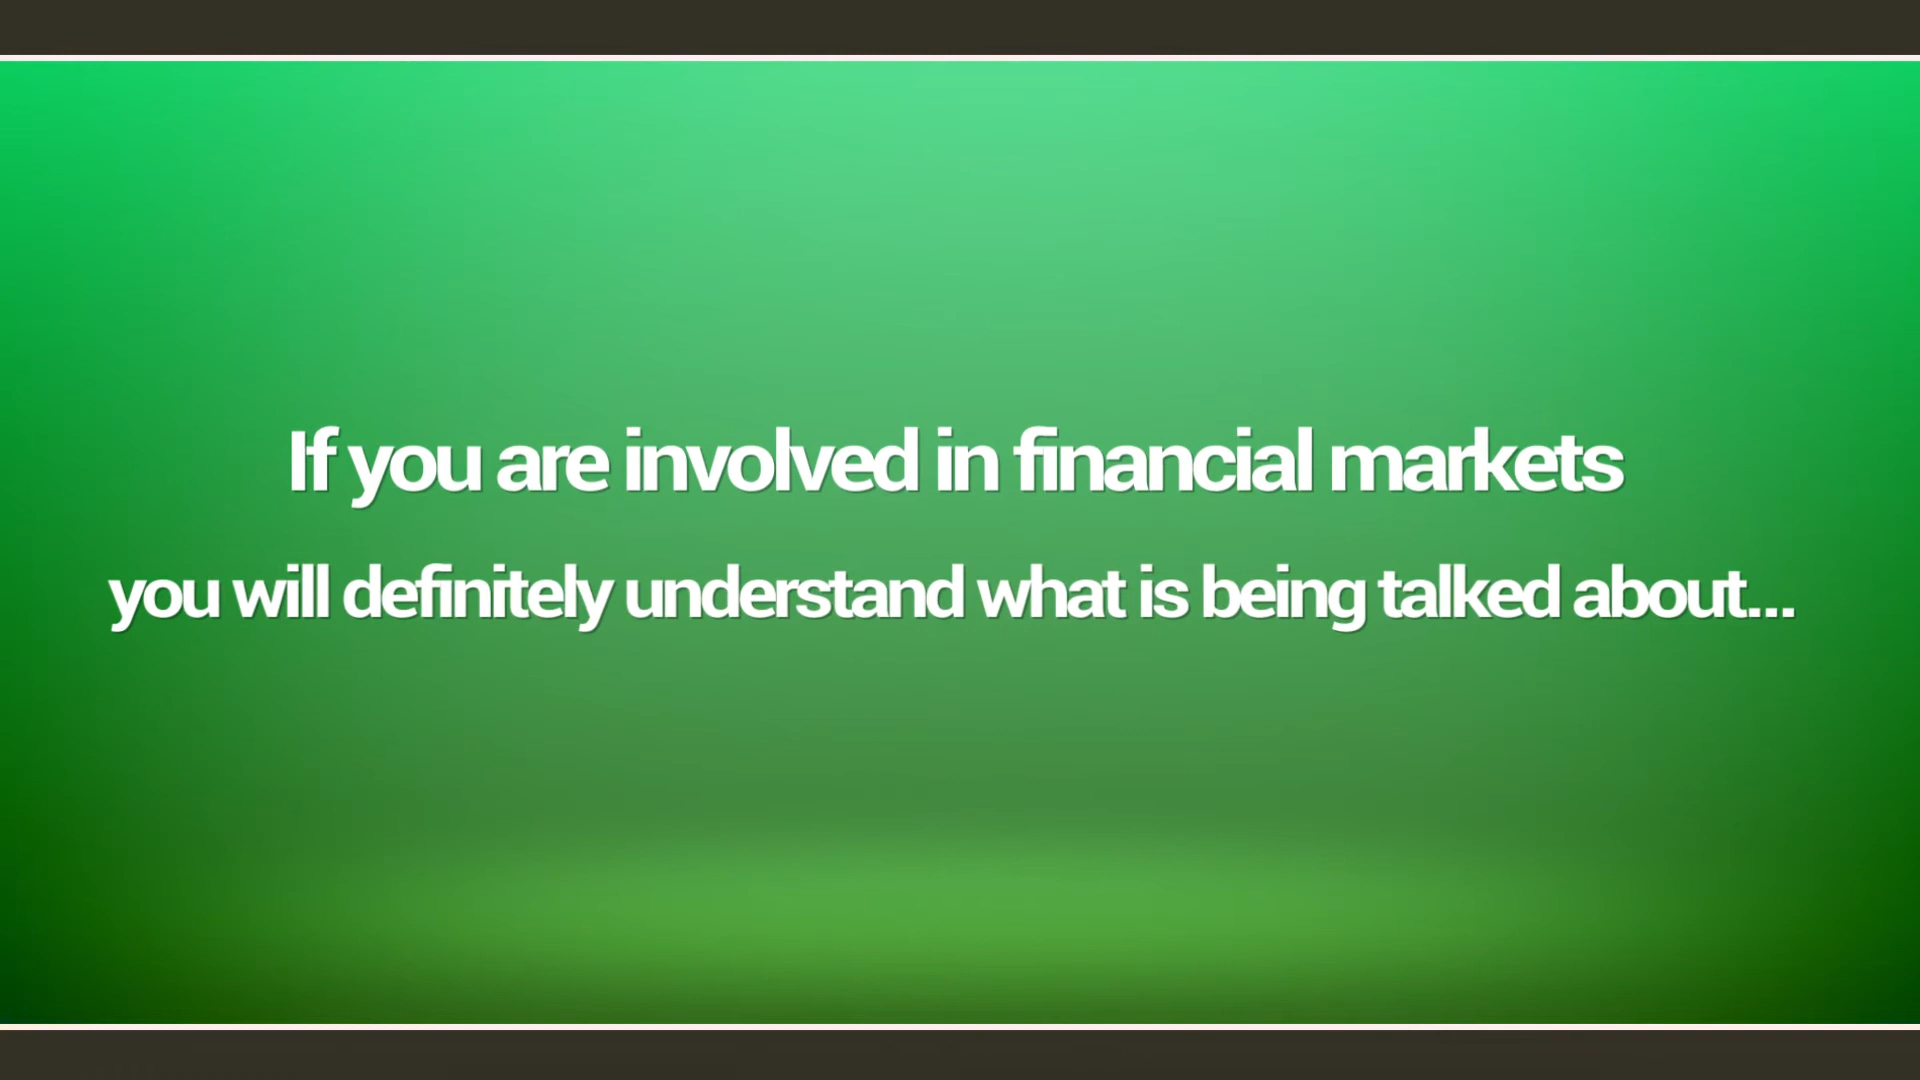 If you are involved in financial markets
you will definitely understand what is being talked about...